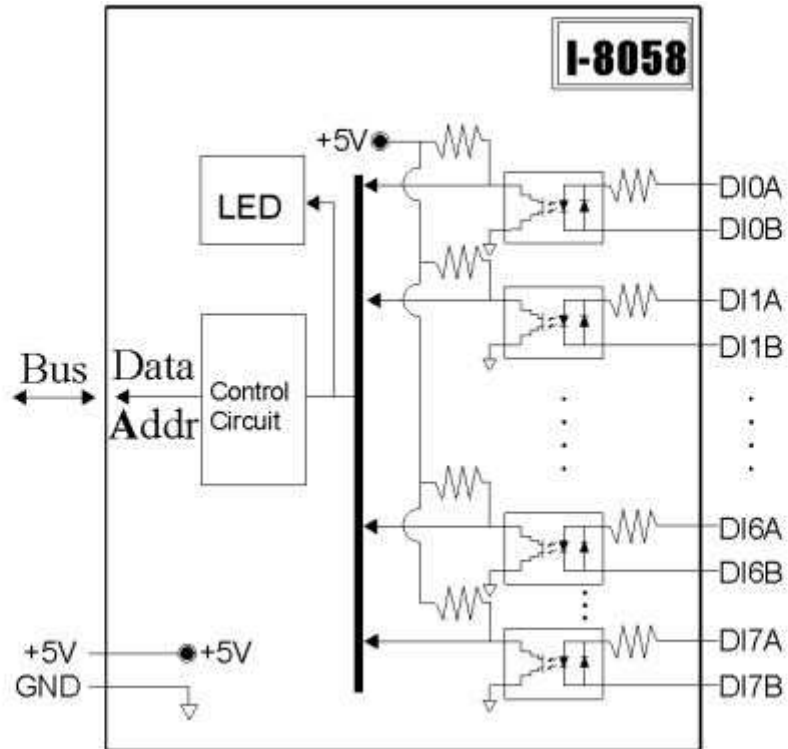 I-8058
+5V
LED
DI0A
DI0B
DI1A
DI1B
Bus
Data
Addr
Control
Circuit
DI6A
DI6B
DI7A
DI7B
+5V
+5V
GND